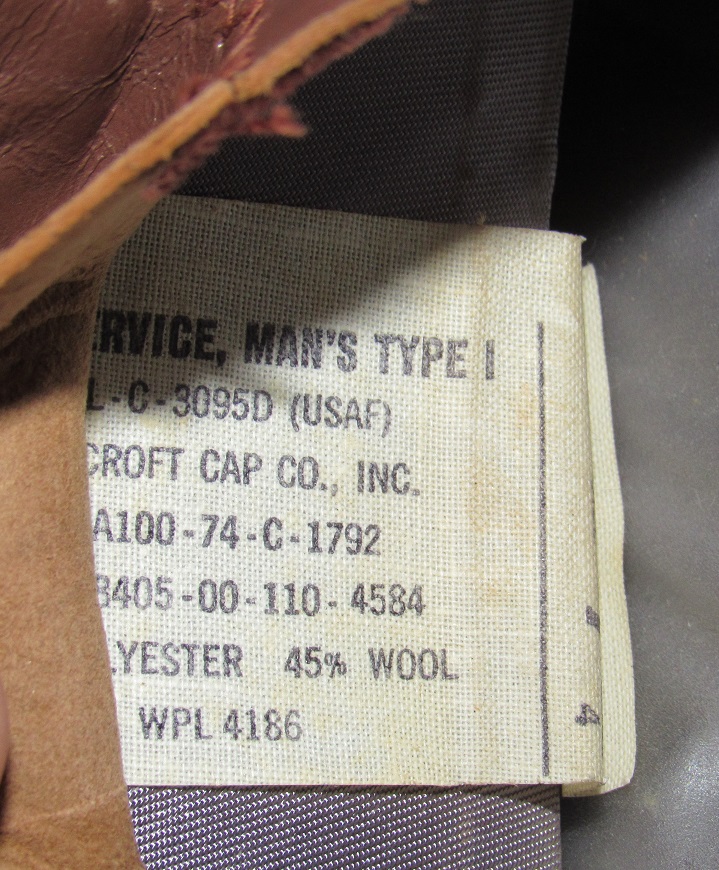 ERVICE, MAN'S TYPE I
L-C-3095D (USAF)
CROFT CAP CO., INC.
A100-74-C-1792
8405-00-110-4584
LYESTER 45% WOOL
WPL 4186
4